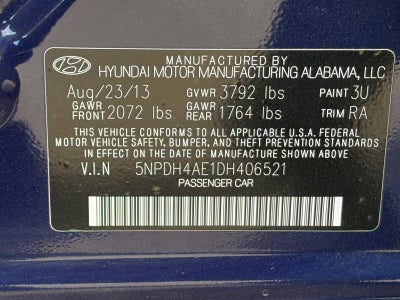 MANUFACTURED BY
HYUNDAI MOTOR MANUFACTURING ALABAMA, LLC
Aug/23/13 GVWR 3792 lbs PAINT 3U
GAWR FRONT 2072 lbs GAWR REAR 1764 lbs TRIM RA
THIS VEHICLE CONFORMS TO ALL APPLICABLE U.S.A. FEDERAL
MOTOR VEHICLE SAFETY, BUMPER, AND THEFT PREVENTION STANDARDS
IN EFFECT ON THE DATE OF MANUFACTURE SHOWN ABOVE.
V.I.N 5NPDH4AE1DH406521
PASSENGER CAR